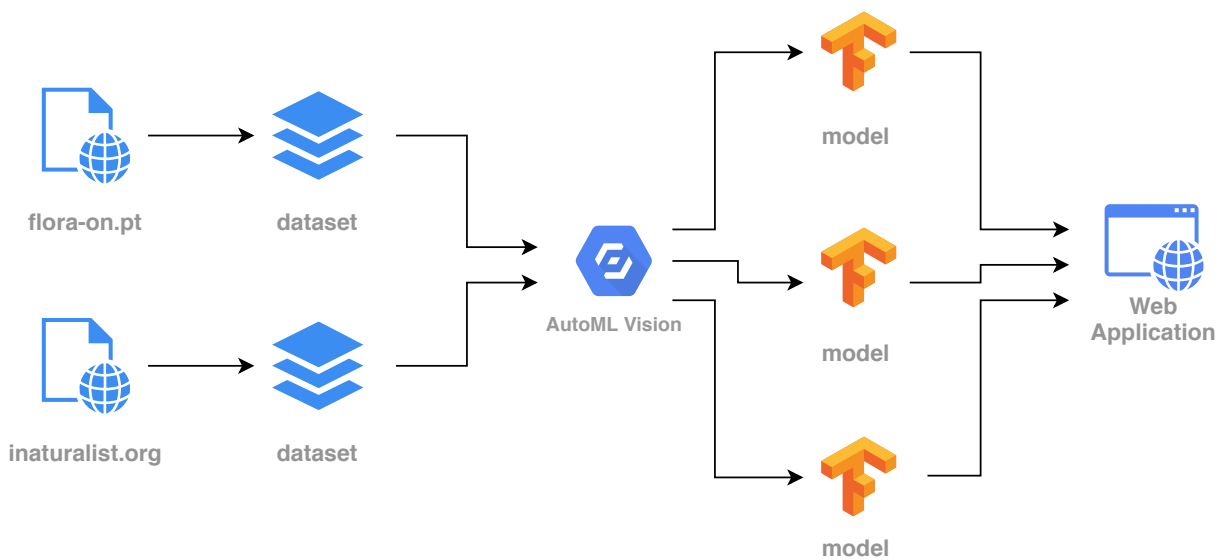 flora-on.pt
dataset
inaturalist.org
dataset
AutoML Vision
model
model
model
Web
Application